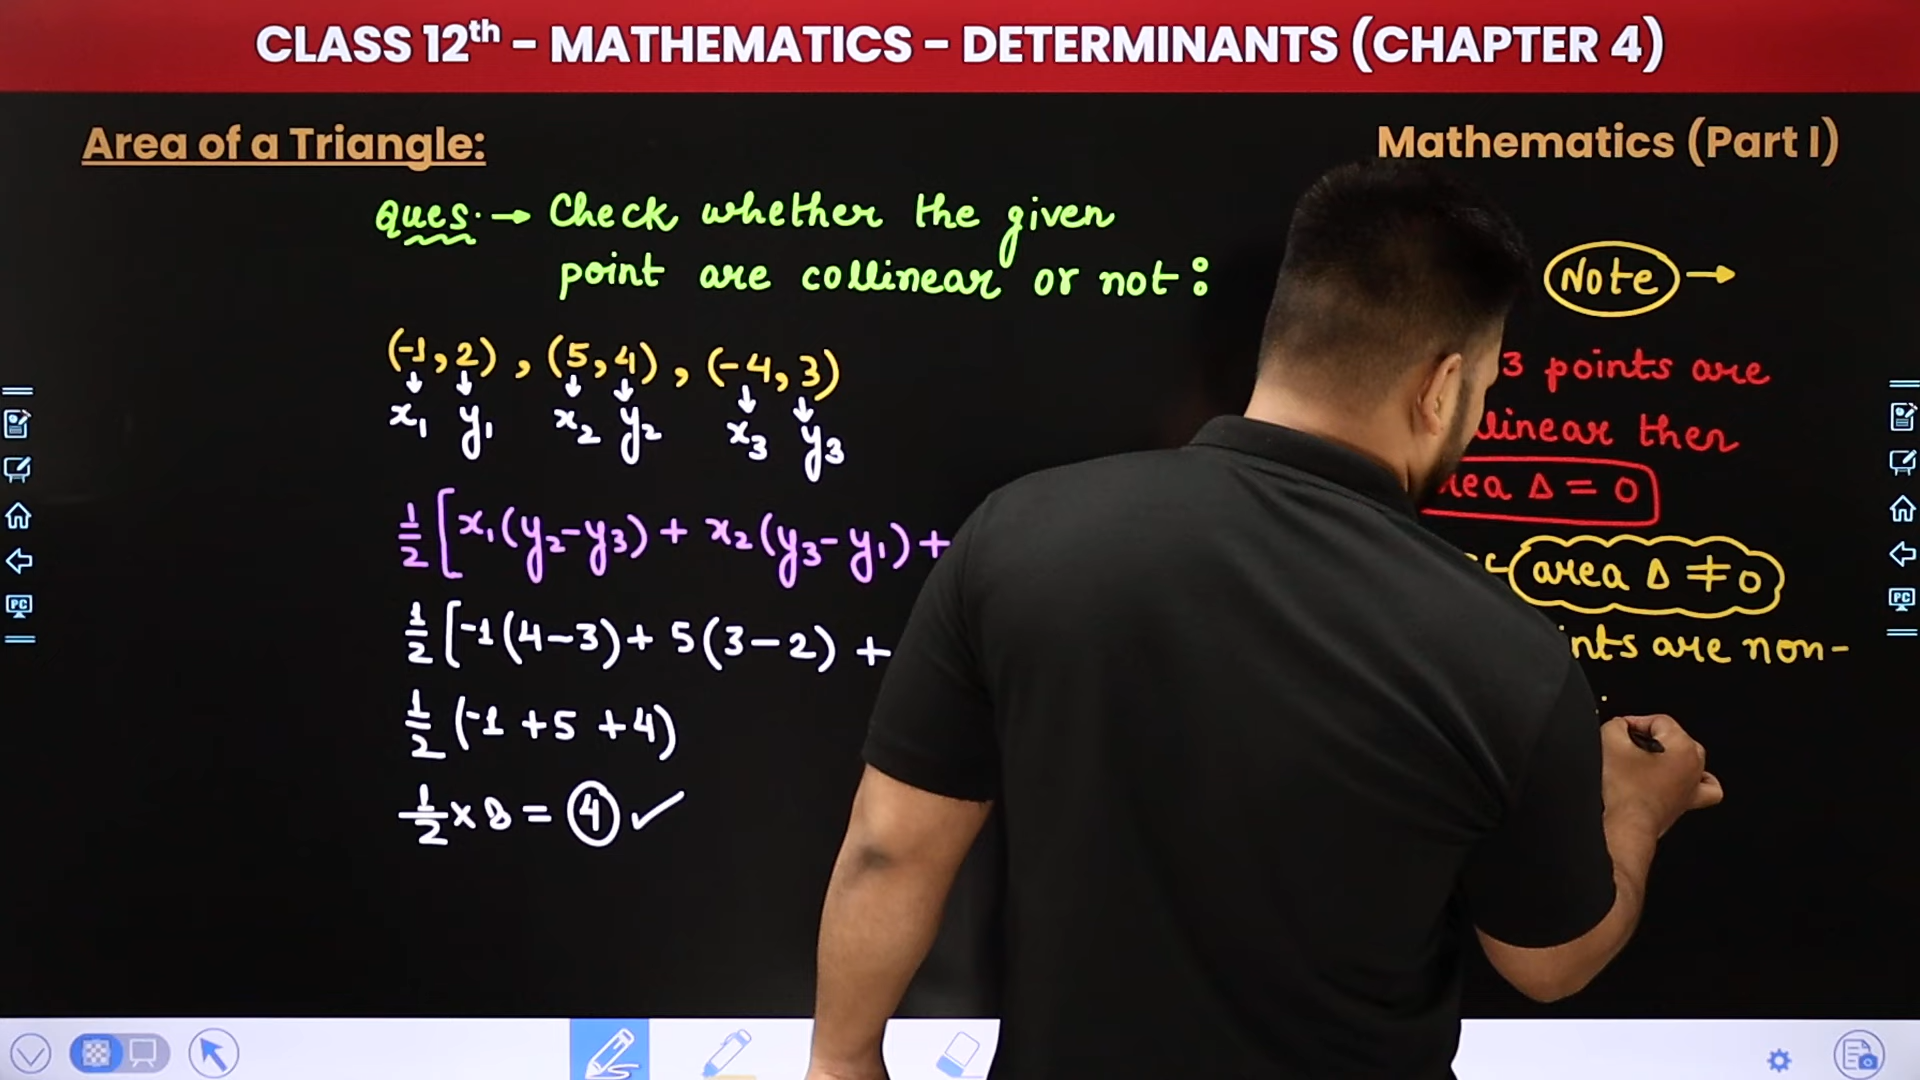 CLASS 12th - MATHEMATICS - DETERMINANTS (CHAPTER 4)
Area of a Triangle:
Mathematics (Part I)
Ques. → Check whether the given
point are collinear or not :
(-1, 2) , (5, 4) , (-4, 3)
x1 y1 x2 y2 x3 y3
1/2 [x1(y2-y3) + x2(y3-y1) +
1/2 [-1(4-3) + 5(3-2) +
1/2 (-1 +5 +4)
1/2 x 8 = 4 ✓
Note →
3 points are
linear then
Δ = 0
area Δ ≠ 0
are non-
PC
PC